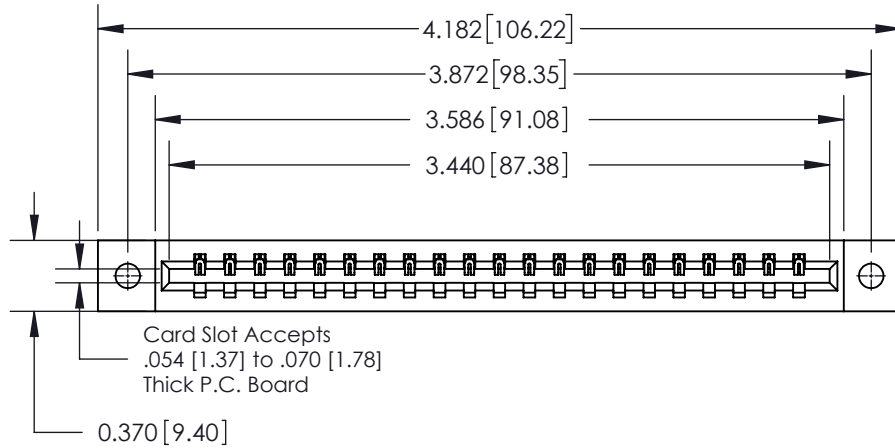 4.182[106.22]
3.872[98.35]
3.586 [91.08]
3.440 [87.38]
Card Slot Accepts
.054 [1.37] to .070 [1.78]
Thick P.C. Board
0.370 [9.40]